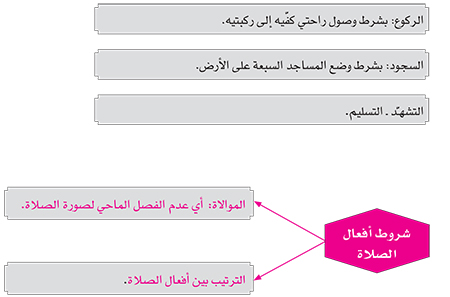 الركوع: بشرط وصول راحتي كفّيه إلى ركبتيه.
السجود: بشرط وضع المساجد السبعة على الأرض.
التشهّد ـ التسليم.
شروط أفعال
الصلاة
الموالاة: أي عدم الفصل الماحي لصورة الصلاة.
الترتيب بين أفعال الصلاة.